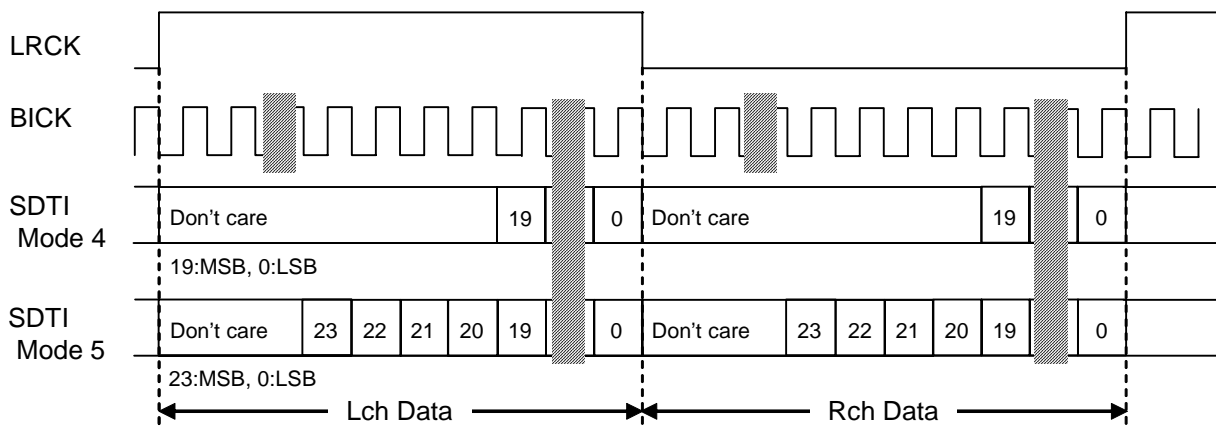 LRCK
BICK
SDTI
Mode 4
Don't care 19 0 Don't care 19 0
19:MSB, 0:LSB
SDTI
Mode 5
Don't care 23 22 21 20 19 0 Don't care 23 22 21 20 19 0
23:MSB, 0:LSB
Lch Data Rch Data